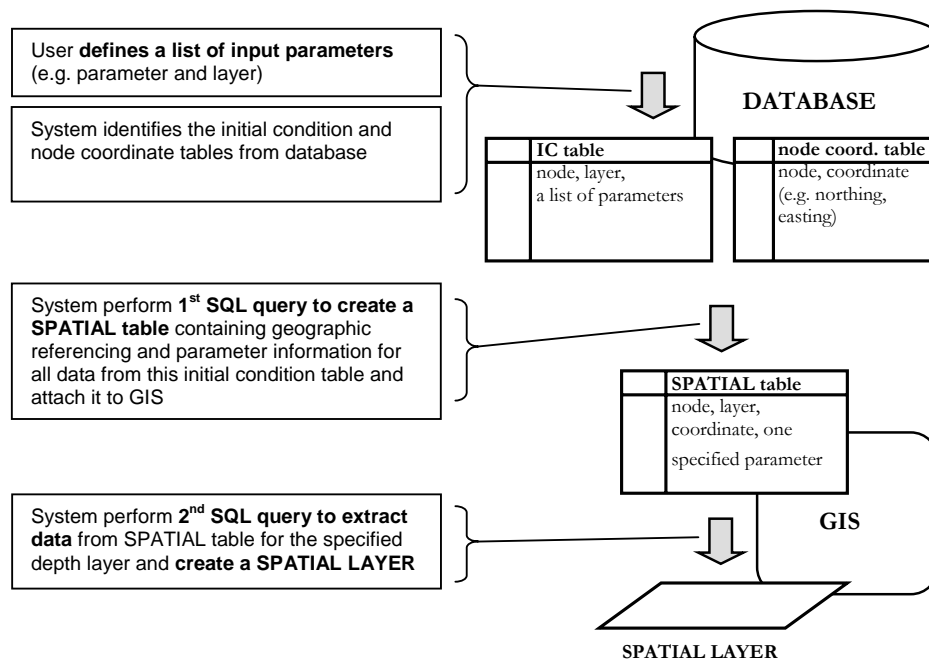 User defines a list of input parameters
(e.g. parameter and layer)
System identifies the initial condition and
node coordinate tables from database
DATABASE
IC table
node, layer,
a list of parameters
node coord. table
node, coordinate
(e.g. northing,
easting)
System perform 1st SQL query to create a
SPATIAL table containing geographic
referencing and parameter information for
all data from this initial condition table and
attach it to GIS
SPATIAL table
node, layer,
coordinate, one
specified parameter
GIS
System perform 2nd SQL query to extract
data from SPATIAL table for the specified
depth layer and create a SPATIAL LAYER
SPATIAL LAYER